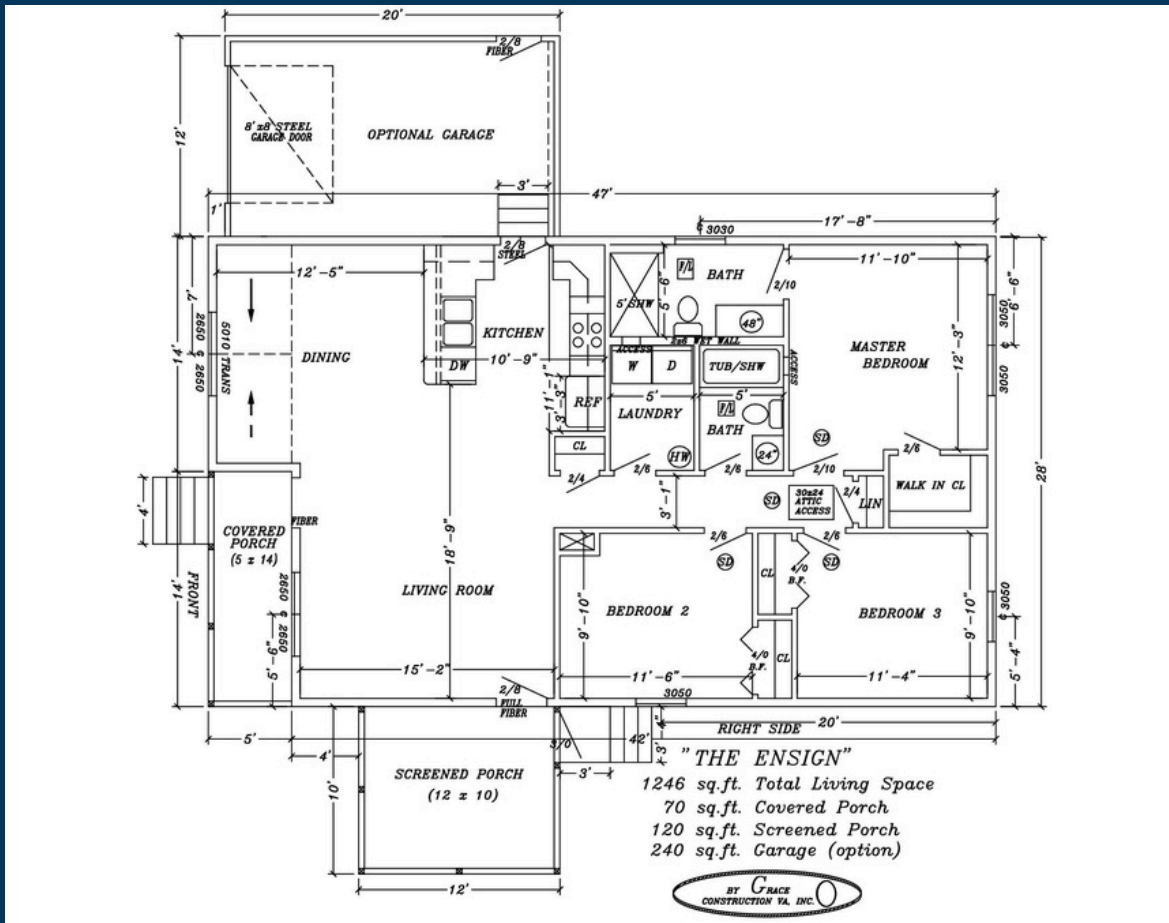 20'
2/8
FIBER
12'
8' x8' STEEL
GARAGE DOOR
OPTIONAL GARAGE
1'
3'
47'
17'-8"
¢ 3030
2/8
STEEL
12'-5"
11'-10"
7'
14'
2650 ¢ 2650
5010 TRANS
DINING
KITCHEN
10'-9"
DW
11'-1"
3'-3"
REF
CL
2/4
5' SHW
5'-6"
F/L
BATH
2/10
48"
2x6 WET WALL
ACCESS
W
D
TUB/SHW
ACCESS
5'
5'
LAUNDRY
F/L
BATH
HW
24"
2/6
2/6
MASTER
BEDROOM
12'-3"
3050 ¢ 3050
6'-6"
28'
SD
2/10
2/6
WALK IN CL
SD
30x24
ATTIC
ACCESS
2/4
LIN
3'-1"
4'
COVERED
PORCH
(5 x 14)
FIBER
FRONT
14'
2650 ¢ 2650
5'-6"
18'-9"
LIVING ROOM
15'-2"
2/6
SD
2/6
SD
CL
4/0
B.F.
BEDROOM 2
9'-10"
11'-6"
4/0
B.F.
CL
BEDROOM 3
9'-10"
11'-4"
¢ 3050
5'-4"
2/8
FULL
FIBER
3050
5'
4'
42'
3/0
3'
3'-4"
RIGHT SIDE
20'
10'
SCREENED PORCH
(12 x 10)
12'
"THE ENSIGN"
1246 sq.ft. Total Living Space
70 sq.ft. Covered Porch
120 sq.ft. Screened Porch
240 sq.ft. Garage (option)
BY GRACE
CONSTRUCTION VA, INC.